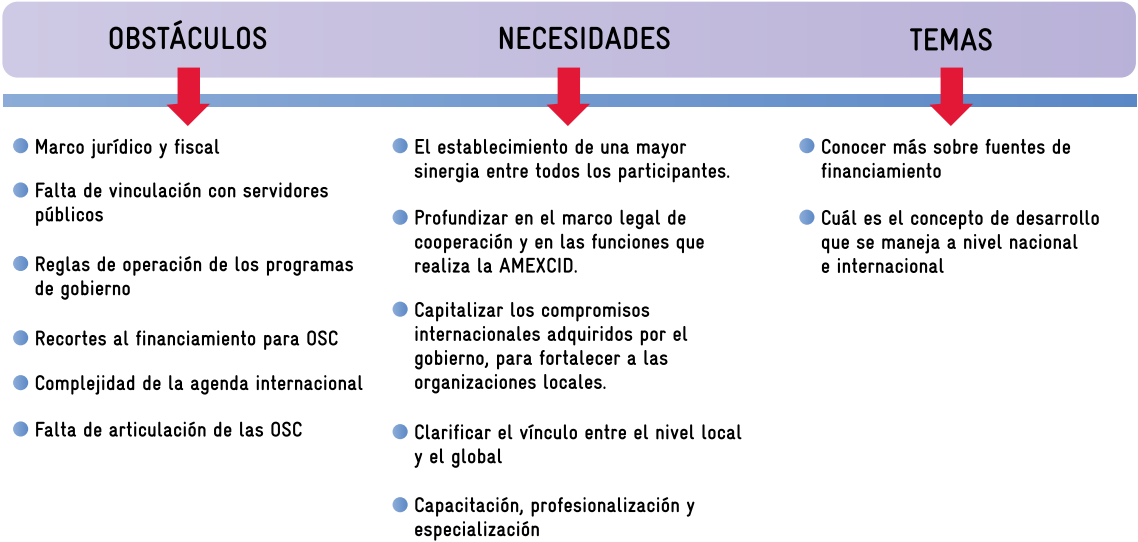 OBSTÁCULOS
Marco jurídico y fiscal
Falta de vinculación con servidores
públicos
Reglas de operación de los programas
de gobierno
Recortes al financiamiento para OSC
Complejidad de la agenda internacional
Falta de articulación de las OSC
NECESIDADES
El establecimiento de una mayor
sinergia entre todos los participantes.
Profundizar en el marco legal de
cooperación y en las funciones que
realiza la AMEXCID.
Capitalizar los compromisos
internacionales adquiridos por el
gobierno, para fortalecer a las
organizaciones locales.
Clarificar el vínculo entre el nivel local
y el global
Capacitación, profesionalización y
especialización
TEMAS
Conocer más sobre fuentes de
financiamiento
Cuál es el concepto de desarrollo
que se maneja a nivel nacional
e internacional